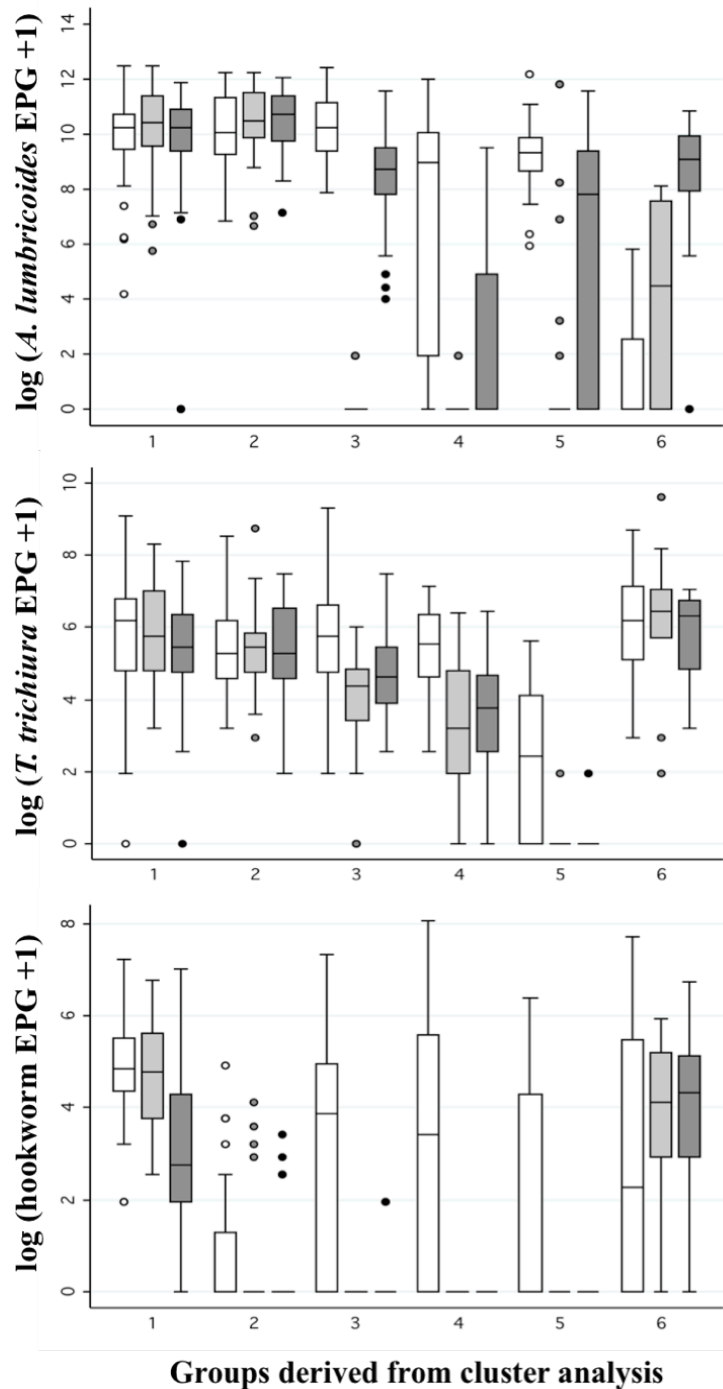 log (A. lumbricoides EPG +1)
14
12
10
8
6
4
2
0
1 2 3 4 5 6
log (T. trichiura EPG +1)
10
8
6
4
2
0
1 2 3 4 5 6
log (hookworm EPG +1)
8
6
4
2
0
1 2 3 4 5 6
Groups derived from cluster analysis